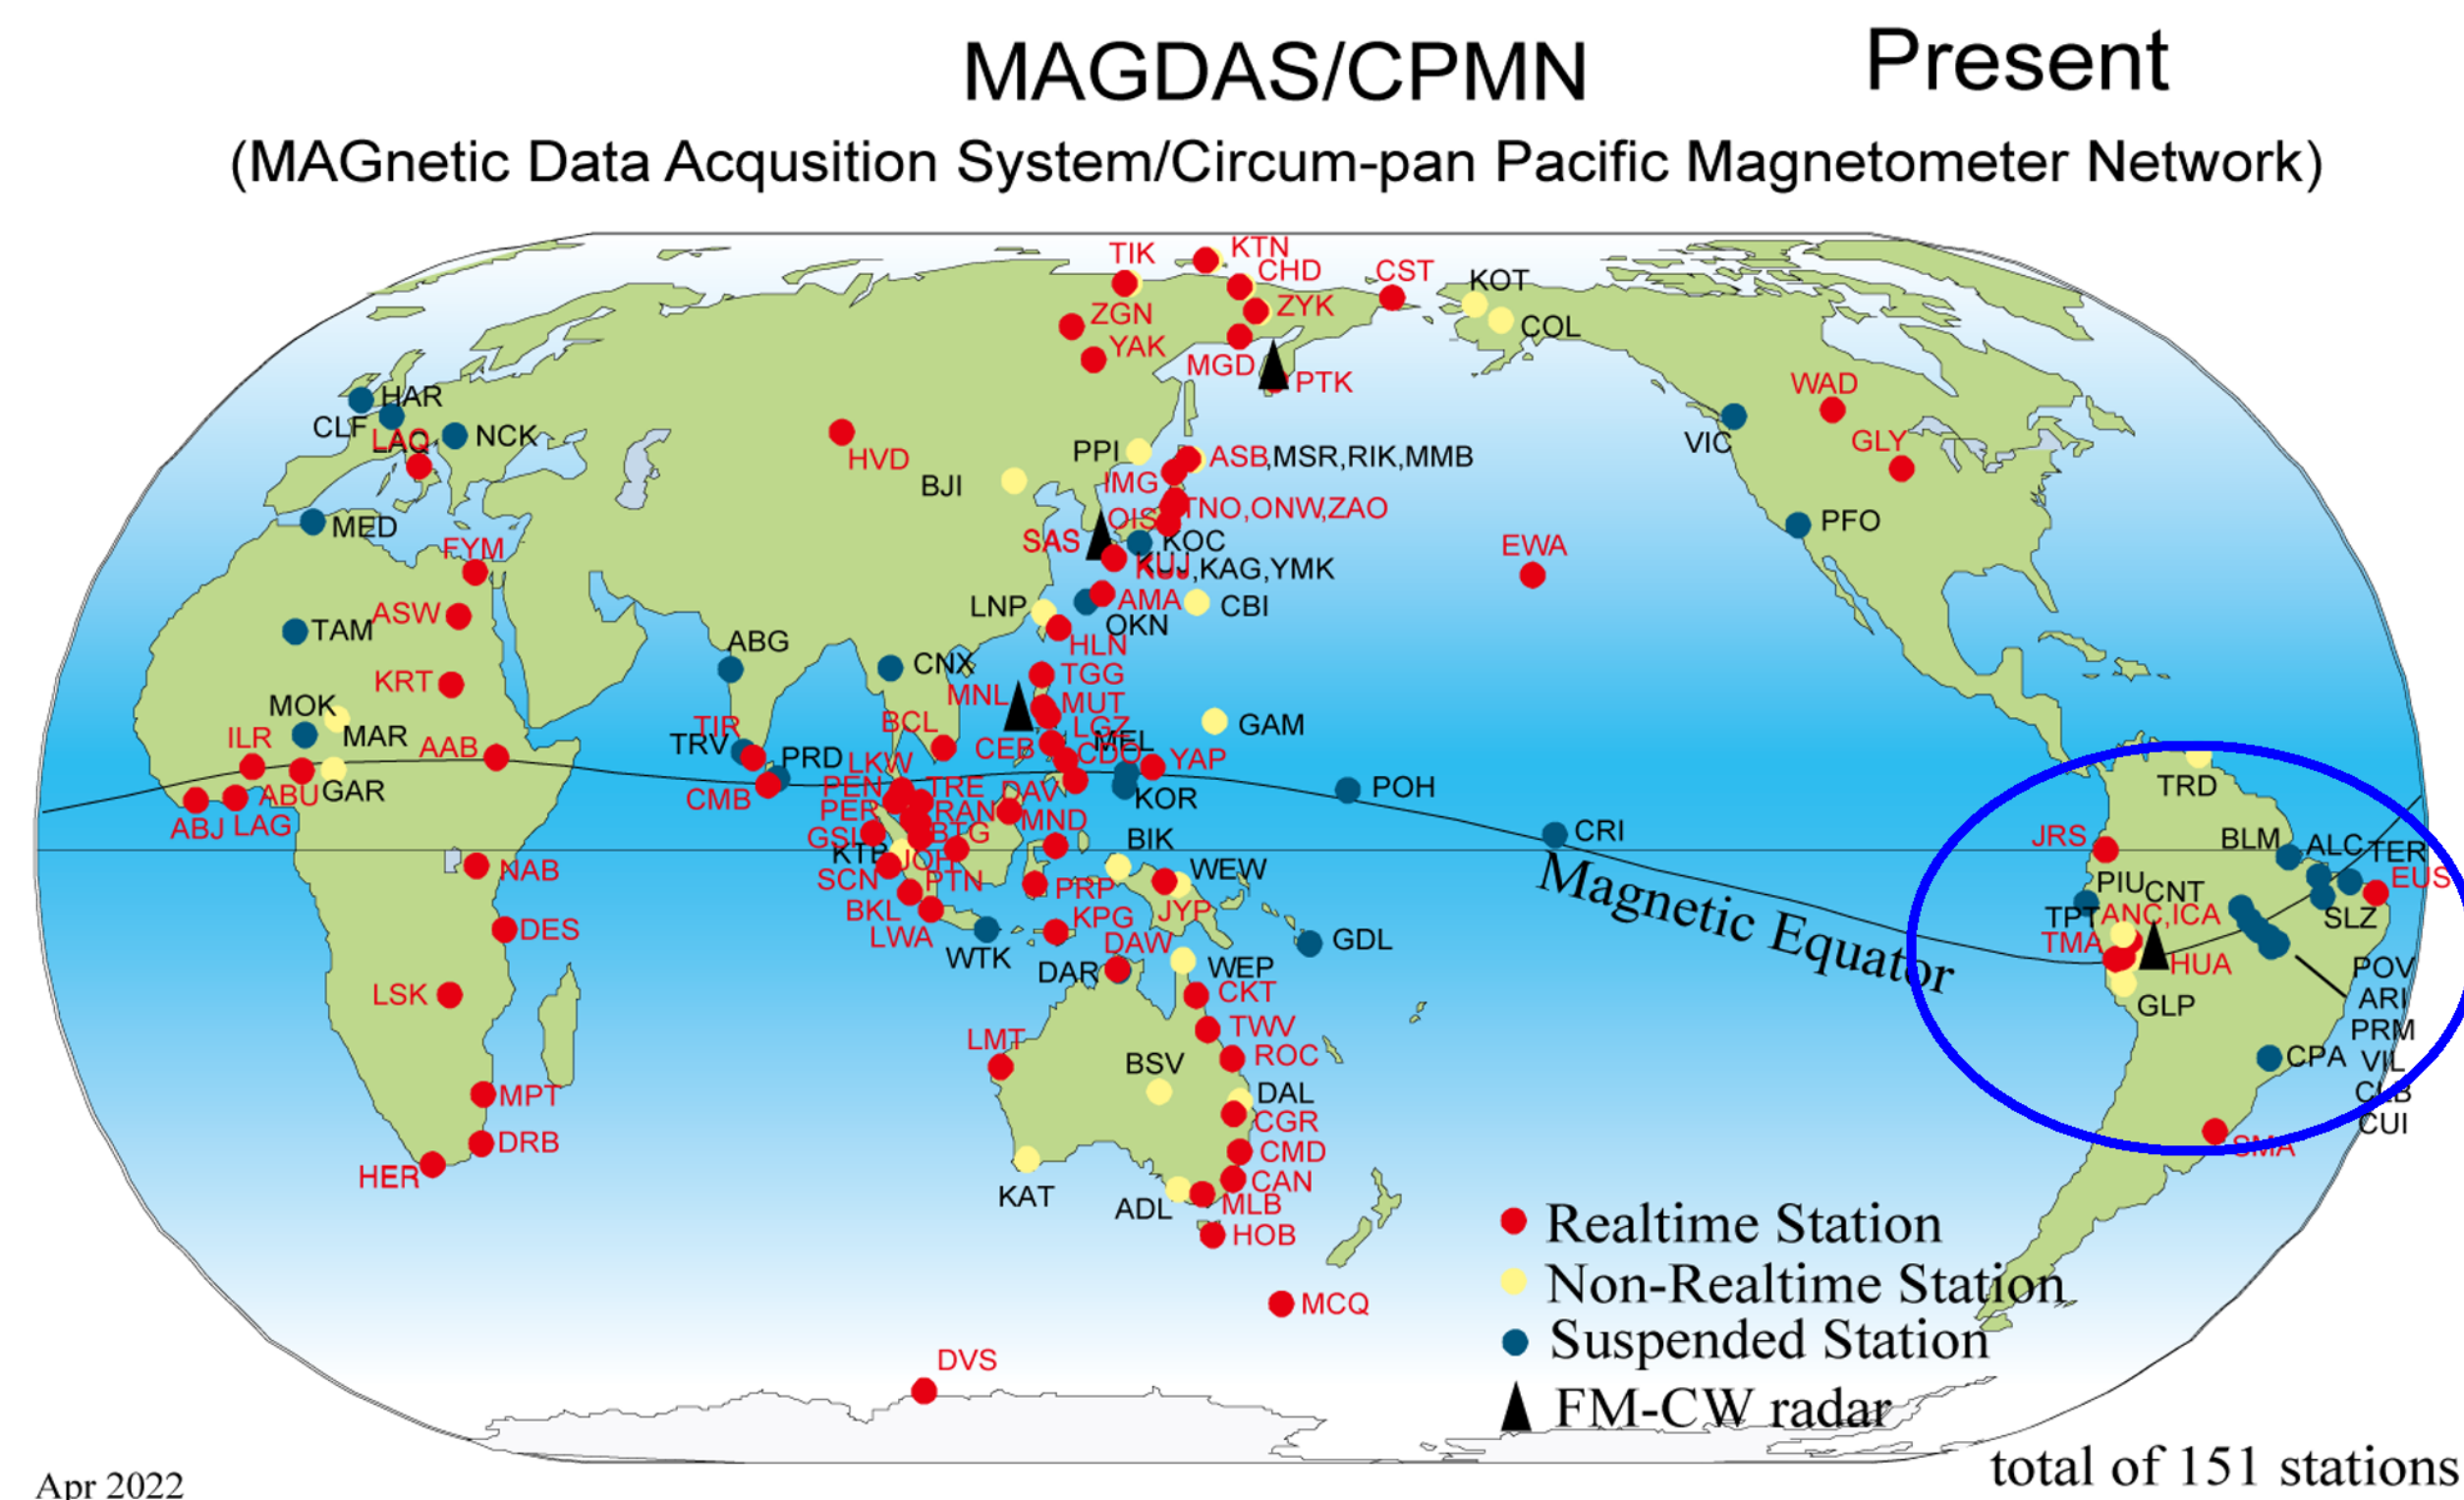 MAGDAS/CPMN Present
(MAGnetic Data Acqusition System/Circum-pan Pacific Magnetometer Network)
TIK
KTN
CHD
CST
KOT
ZGN
ZYK
COL
YAK
MGD
PTK
WAD
HAR
CLF
LAQ
NCK
HVD
VIC
GLY
PPI
ASB,MSR,RIK,MMB
BJI
IMG
TNO,ONW,ZAO
OIS
MED
PFO
SAS
KOC
EWA
FYM
KUJ,KAG,YMK
LNP
AMA
CBI
ASW
OKN
TAM
HLN
ABG
CNX
TGG
KRT
MNL
MUT
MOK
TIR
BCL
LGZ
GAM
ILR
MAR
TRV
AAB
CEB
MEL
CDO
YAP
PRD
LKW
TRD
PEN
TRE
DAV
POH
ABU
GAR
CMB
KOR
PER
RAN
MND
ABJ
LAG
GSI
BTG
CRI
JRS
BLM
ALC
TER
KTB
JOH
BIK
NAB
SCN
PTN
PRP
WEW
EUS
PIU
CNT
BKL
KPG
JYP
TPT
ANC,ICA
SLZ
DES
LWA
Magnetic Equator
WTK
DAW
GDL
TMA
HUA
DAR
WEP
POV
LSK
CKT
GLP
ARI
TWV
PRM
LMT
ROC
CPA
VIL
BSV
MPT
DAL
CLB
CGR
CUI
DRB
CMD
SMA
HER
CAN
KAT
ADL
MLB
HOB
Realtime Station
Non-Realtime Station
MCQ
Suspended Station
DVS
FM-CW radar
total of 151 stations
Apr 2022